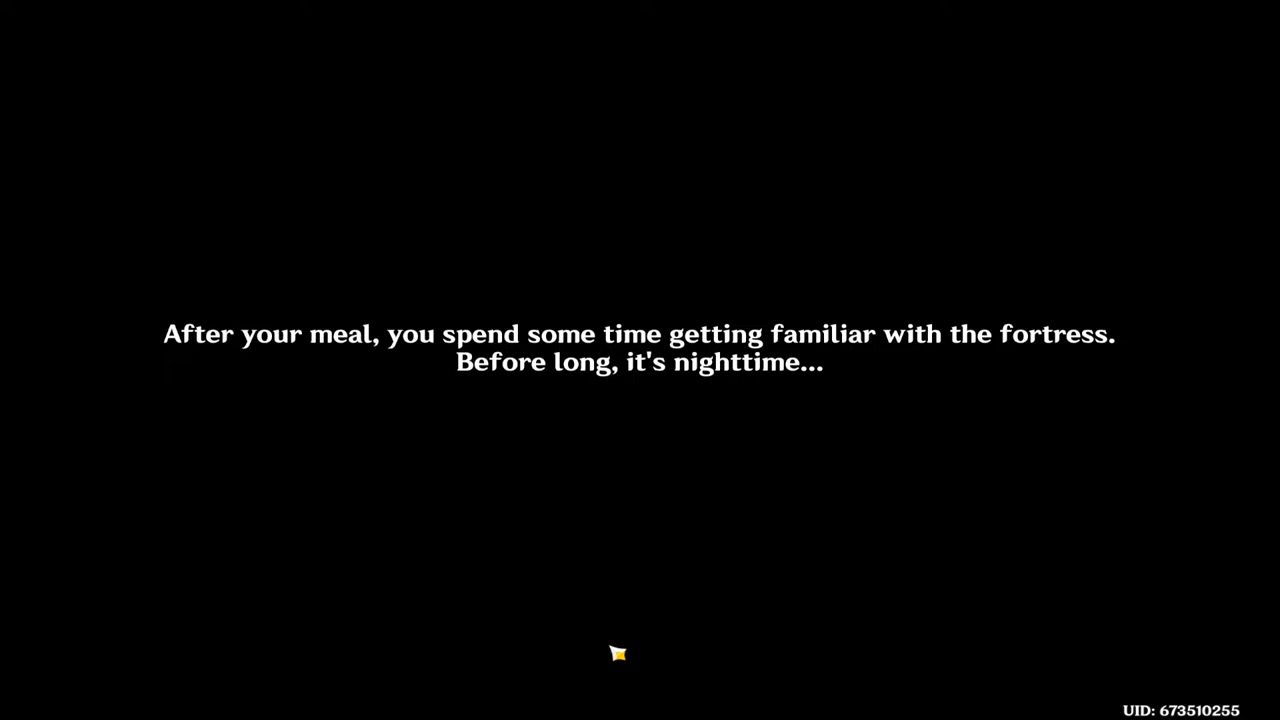 After your meal, you spend some time getting familiar with the fortress.
Before long, it's nighttime...
UID: 673510255